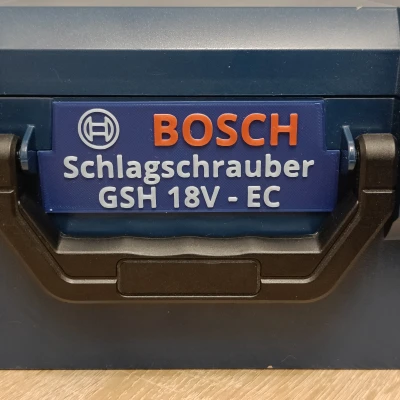 BOSCH
Schlagschrauber
GSH 18V - EC